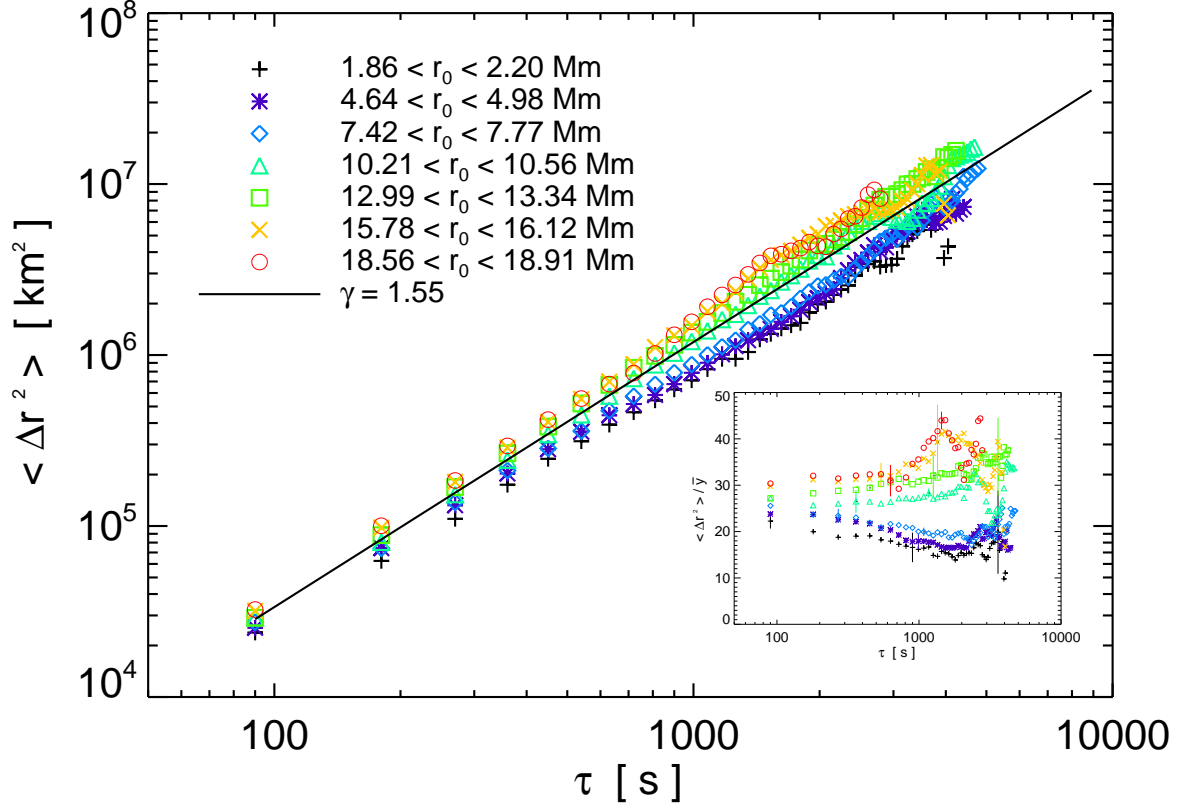 10^8
10^7
10^6
10^5
10^4
< Δr^2 > [ km^2 ]
1.86 < r_0 < 2.20 Mm
4.64 < r_0 < 4.98 Mm
7.42 < r_0 < 7.77 Mm
10.21 < r_0 < 10.56 Mm
12.99 < r_0 < 13.34 Mm
15.78 < r_0 < 16.12 Mm
18.56 < r_0 < 18.91 Mm
γ = 1.55
50
40
30
20
10
0
< Δr^2 > / y̅
100 1000 10000
τ [ s ]
100 1000 10000
τ [ s ]